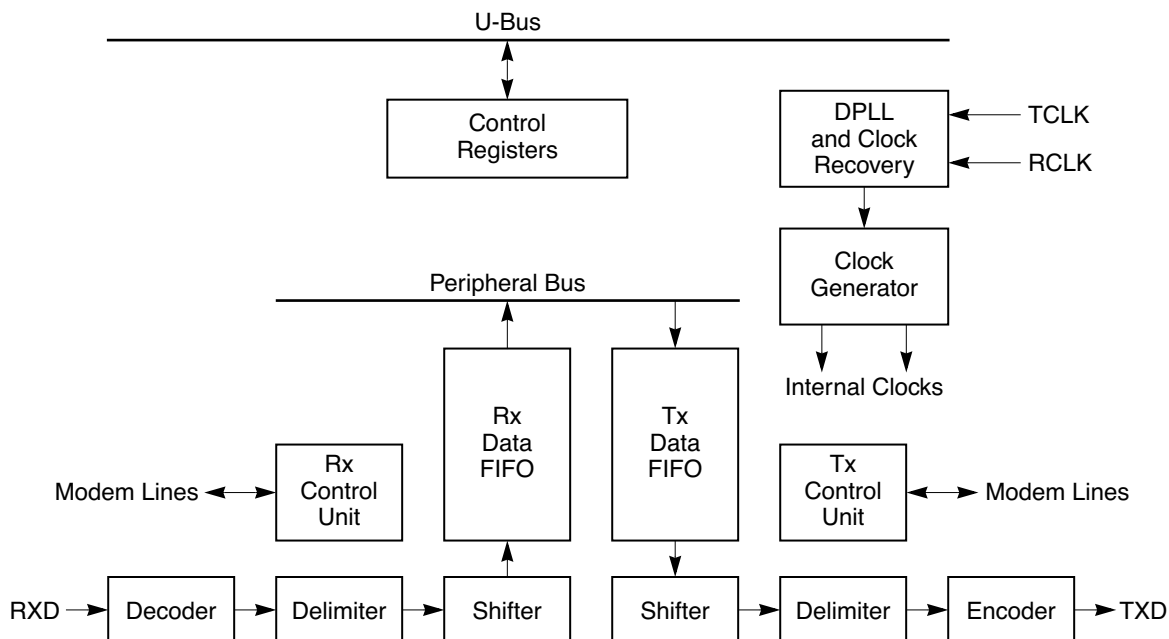 U-Bus
Control
Registers
DPLL
and Clock
Recovery
TCLK
RCLK
Clock
Generator
Internal Clocks
Peripheral Bus
Rx
Data
FIFO
Tx
Data
FIFO
Modem Lines
Rx
Control
Unit
Tx
Control
Unit
Modem Lines
RXD
Decoder
Delimiter
Shifter
Shifter
Delimiter
Encoder
TXD